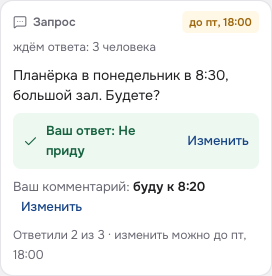 Запрос до пт, 18:00
ждём ответа: 3 человека
Планёрка в понедельник в 8:30,
большой зал. Будете?
Ваш ответ: Не
приду
Изменить
Ваш комментарий: буду к 8:20
Изменить
Ответили 2 из 3 · изменить можно до пт,
18:00